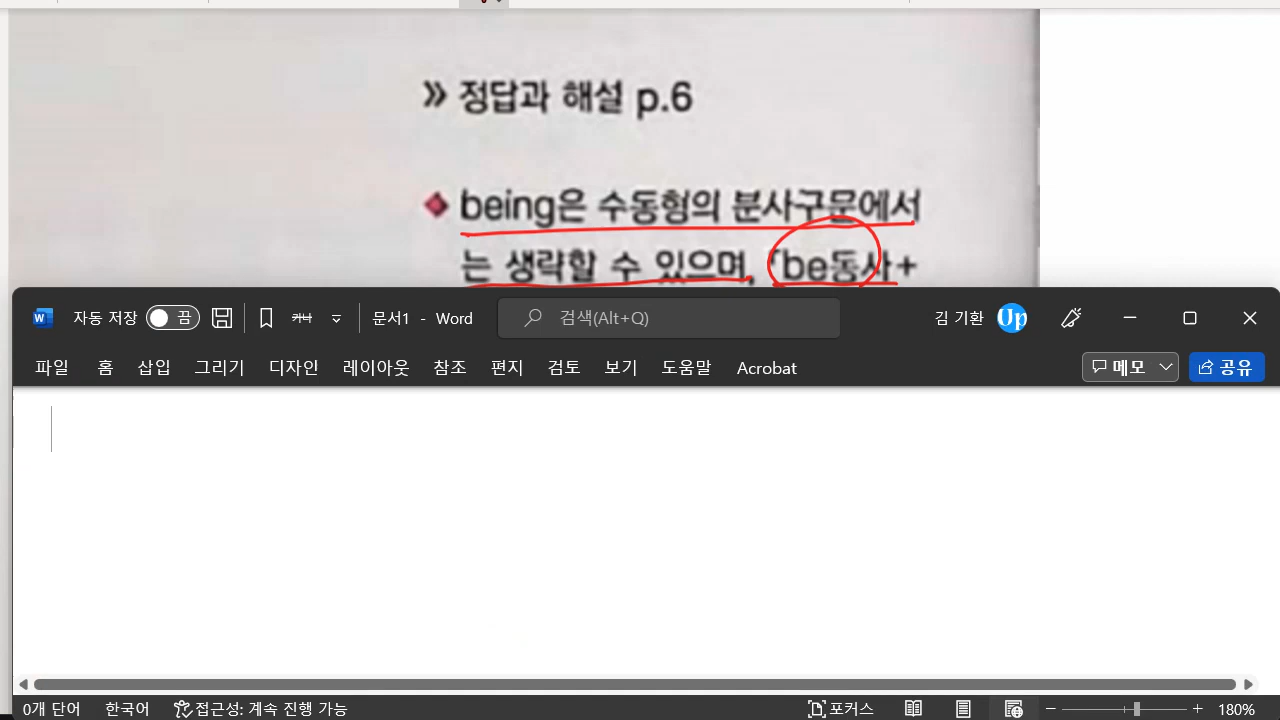 » 정답과 해설 p.6
◆ being은 수동형의 분사구문에서
는 생략할 수 있으며, 「be동사+
자동 저장 끔 문서1 - Word 검색(Alt+Q) 김 기환 Up
파일 홈 삽입 그리기 디자인 레이아웃 참조 편지 검토 보기 도움말 Acrobat 메모 공유
0개 단어 한국어 접근성: 계속 진행 가능 포커스 180%